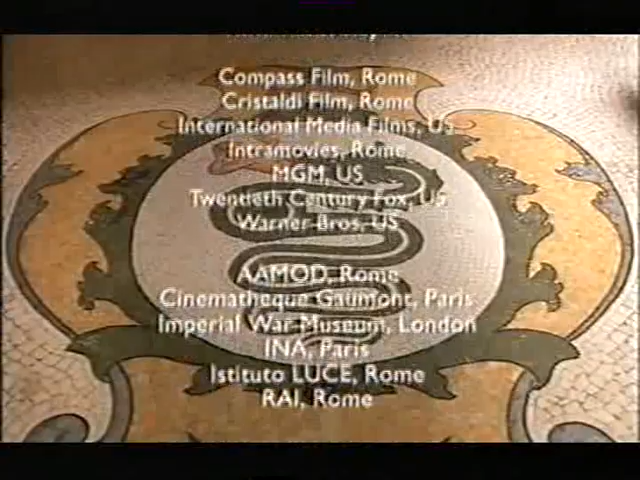 Compass Film, Rome
Cristaldi Film, Rome
International Media Films, US
Intramovies, Rome
MGM, US
Twentieth Century Fox, US
Warner Bros, US
AAMOD, Rome
Cinematheque Gaumont, Paris
Imperial War Museum, London
INA, Paris
Istituto LUCE, Rome
RAI, Rome